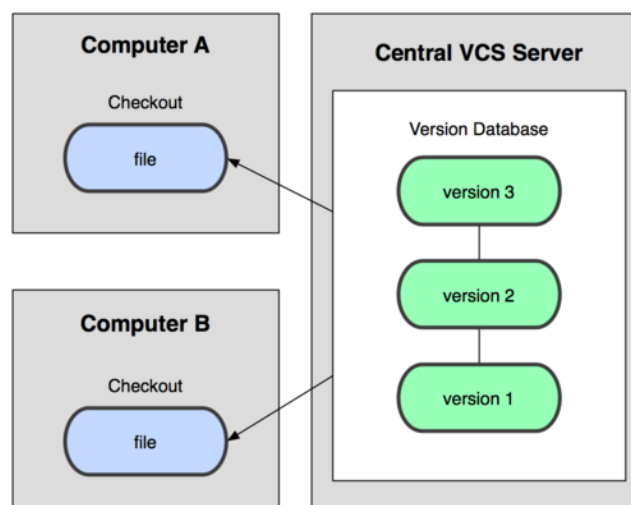 Computer A
Checkout
file
Computer B
Checkout
file
Central VCS Server
Version Database
version 3
version 2
version 1